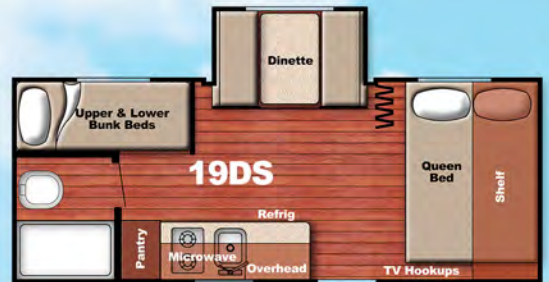 Dinette
Upper & Lower
Bunk Beds
19DS
Queen
Bed
Shelf
Refrig
Pantry
Microwave
Overhead
TV Hookups